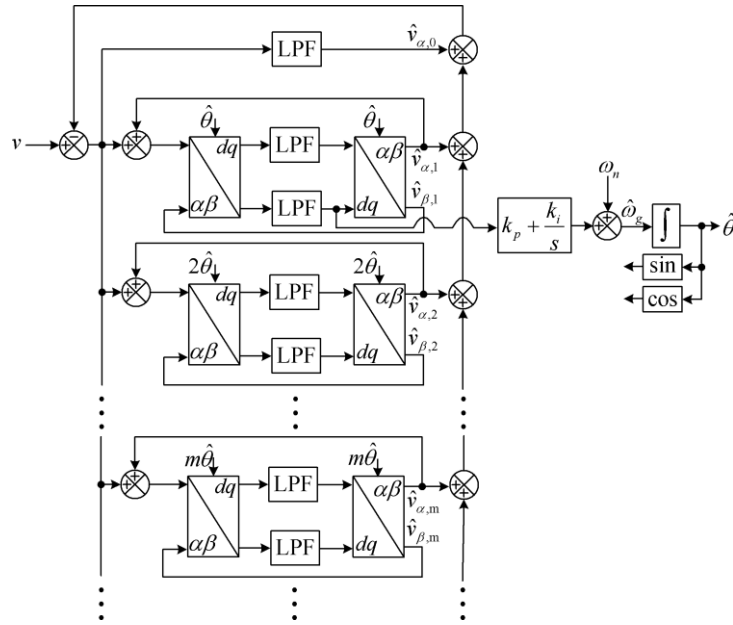 LPF
v̂α,0
v
θ̂
dq
LPF
θ̂
αβ
v̂α,1
v̂β,1
αβ
LPF
dq
kp + ki/s
ωn
ω̂g
∫
θ̂
sin
cos
2θ̂
dq
LPF
2θ̂
αβ
v̂α,2
v̂β,2
αβ
LPF
dq
mθ̂
dq
LPF
mθ̂
αβ
v̂α,m
v̂β,m
αβ
LPF
dq